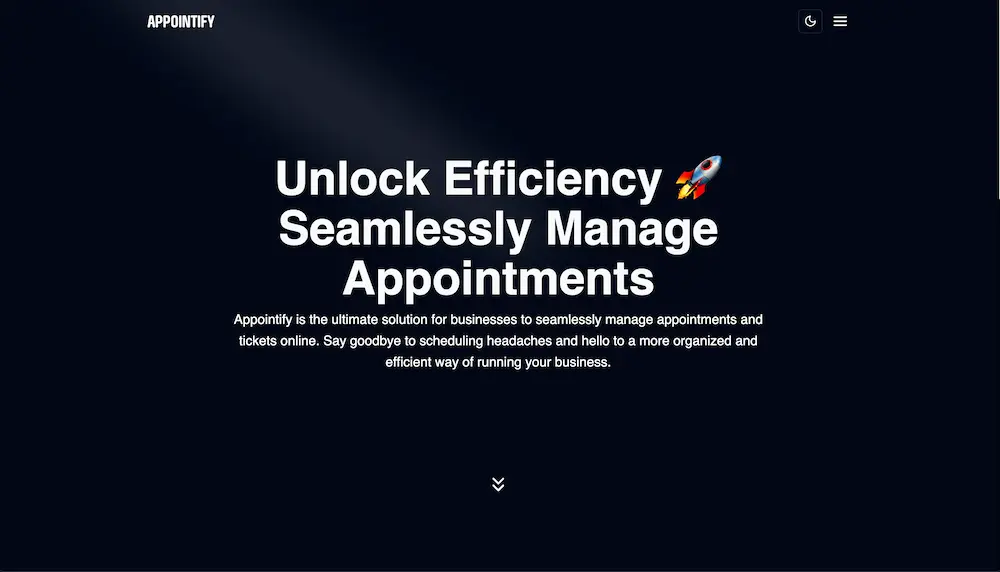 APPOINTIFY
Unlock Efficiency 🚀
Seamlessly Manage
Appointments
Appointify is the ultimate solution for businesses to seamlessly manage appointments and
tickets online. Say goodbye to scheduling headaches and hello to a more organized and
efficient way of running your business.